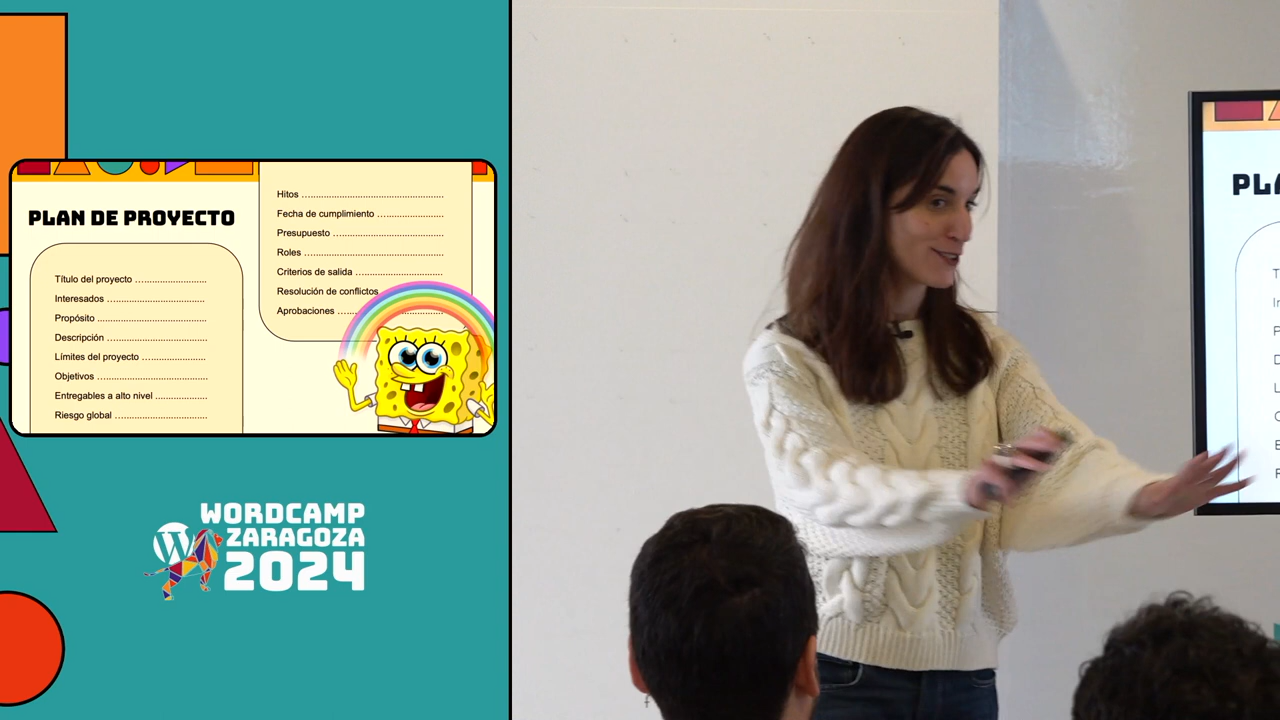 PLAN DE PROYECTO
Título del proyecto ........................
Interesados ................................
Propósito ....................................
Descripción .................................
Límites del proyecto .....................
Objetivos .....................................
Entregables a alto nivel ..................
Riesgo global ...............................
Hitos ...............................................
Fecha de cumplimiento ......................
Presupuesto .....................................
Roles ..............................................
Criterios de salida .............................
Resolución de conflictos
Aprobaciones ......
W
WORDCAMP
ZARAGOZA
2024
PLA
T
I
P
D
L
O
E
R